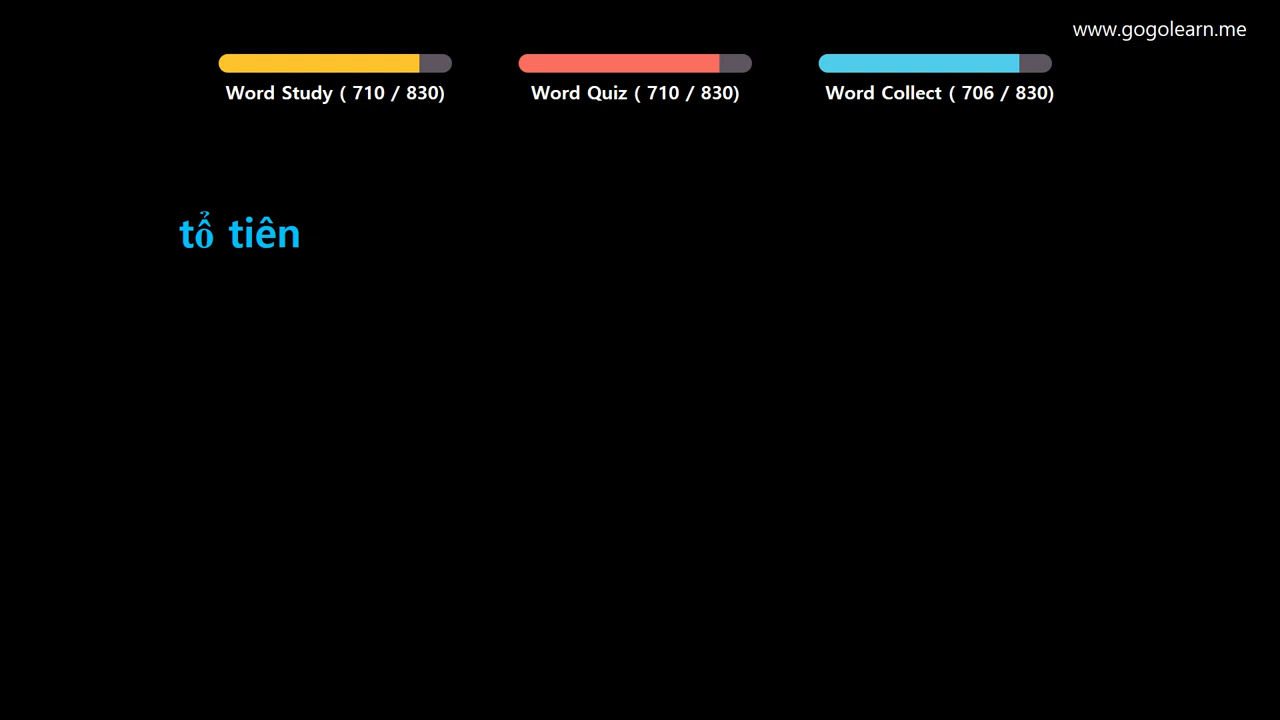 www.gogolearn.me
Word Study ( 710 / 830)
Word Quiz ( 710 / 830)
Word Collect ( 706 / 830)
tổ tiên